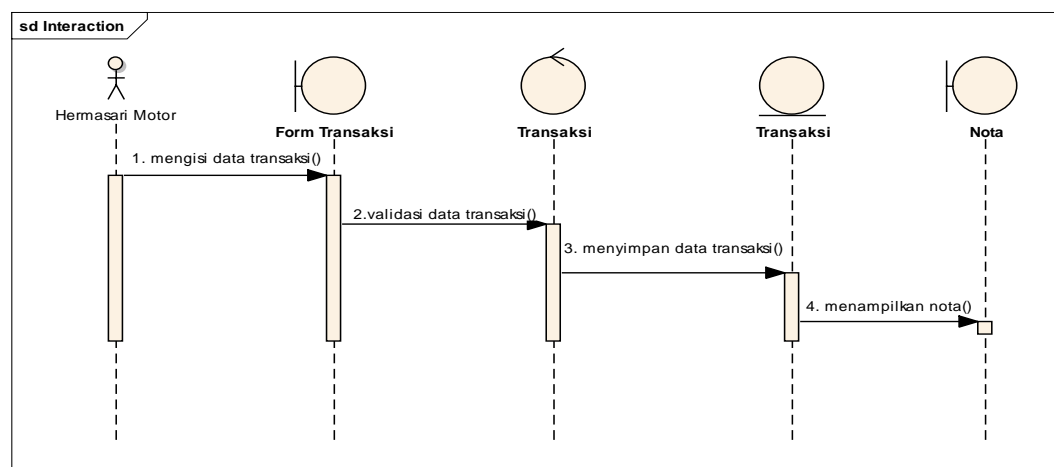 sd Interaction
Hermasari Motor
Form Transaksi
Transaksi
Transaksi
Nota
1. mengisi data transaksi()
2.validasi data transaksi()
3. menyimpan data transaksi()
4. menampilkan nota()